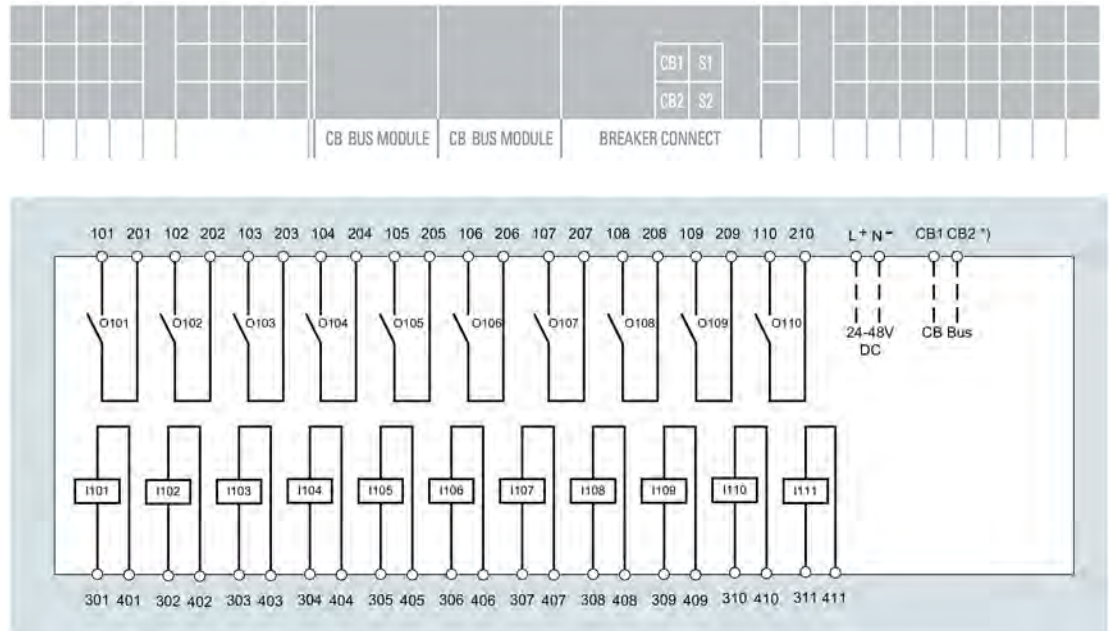 CB1 S1
CB2 S2
CB BUS MODULE CB BUS MODULE BREAKER CONNECT
101 201 102 202 103 203 104 204 105 205 106 206 107 207 108 208 109 209 110 210 L+ N- CB1 CB2 *)
O101 O102 O103 O104 O105 O106 O107 O108 O109 O110 24-48V CB Bus
DC
I101 I102 I103 I104 I105 I106 I107 I108 I109 I110 I111
301 401 302 402 303 403 304 404 305 405 306 406 307 407 308 408 309 409 310 410 311 411